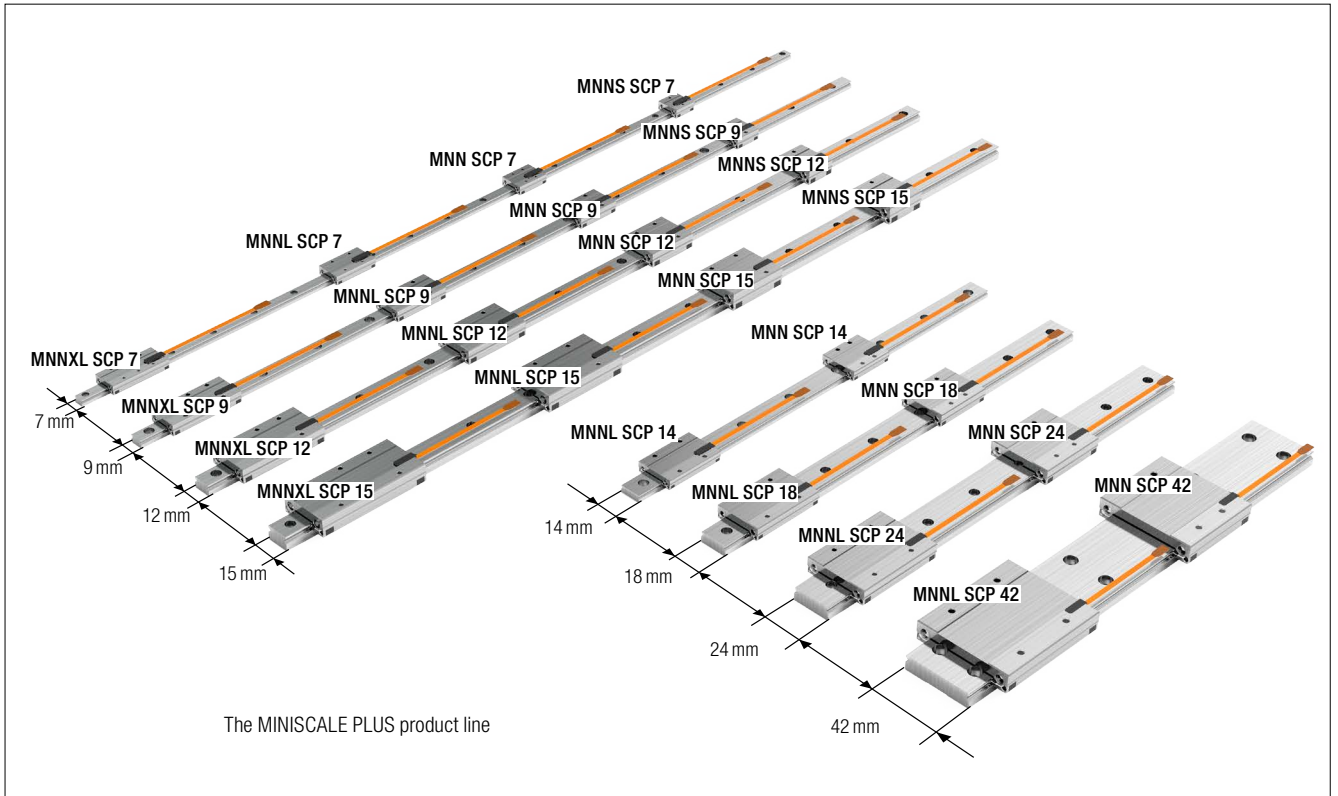 MNNS SCP 7
MNN SCP 7
MNNL SCP 7
MNNXL SCP 7
7 mm
MNNS SCP 9
MNN SCP 9
MNNL SCP 9
MNNXL SCP 9
9 mm
MNNS SCP 12
MNN SCP 12
MNNL SCP 12
MNNXL SCP 12
12 mm
MNNS SCP 15
MNN SCP 15
MNNL SCP 15
MNNXL SCP 15
15 mm
MNN SCP 14
MNNL SCP 14
14 mm
MNN SCP 18
MNNL SCP 18
18 mm
MNN SCP 24
MNNL SCP 24
24 mm
MNN SCP 42
MNNL SCP 42
42 mm
The MINISCALE PLUS product line